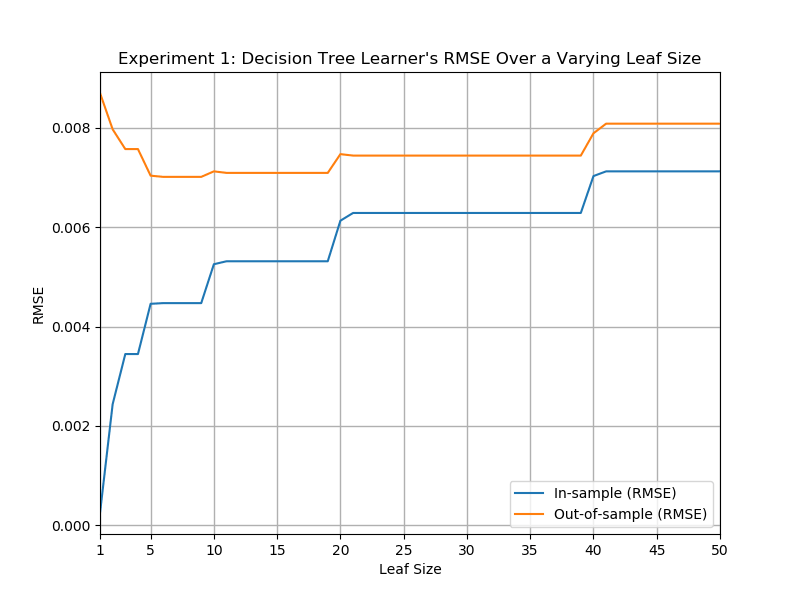 Experiment 1: Decision Tree Learner's RMSE Over a Varying Leaf Size
RMSE
0.008
0.006
0.004
0.002
0.000
In-sample (RMSE)
Out-of-sample (RMSE)
1 5 10 15 20 25 30 35 40 45 50
Leaf Size